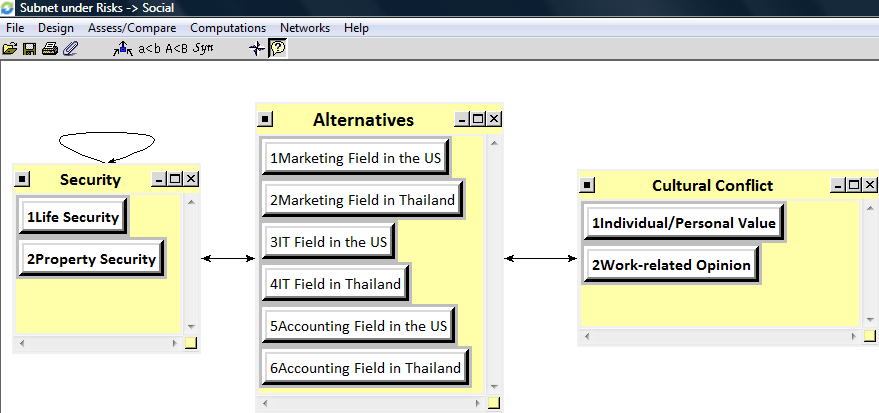 Subnet under Risks -> Social
File Design Assess/Compare Computations Networks Help
a<b A<B Syn
Security
1Life Security
2Property Security
Alternatives
1Marketing Field in the US
2Marketing Field in Thailand
3IT Field in the US
4IT Field in Thailand
5Accounting Field in the US
6Accounting Field in Thailand
Cultural Conflict
1Individual/Personal Value
2Work-related Opinion